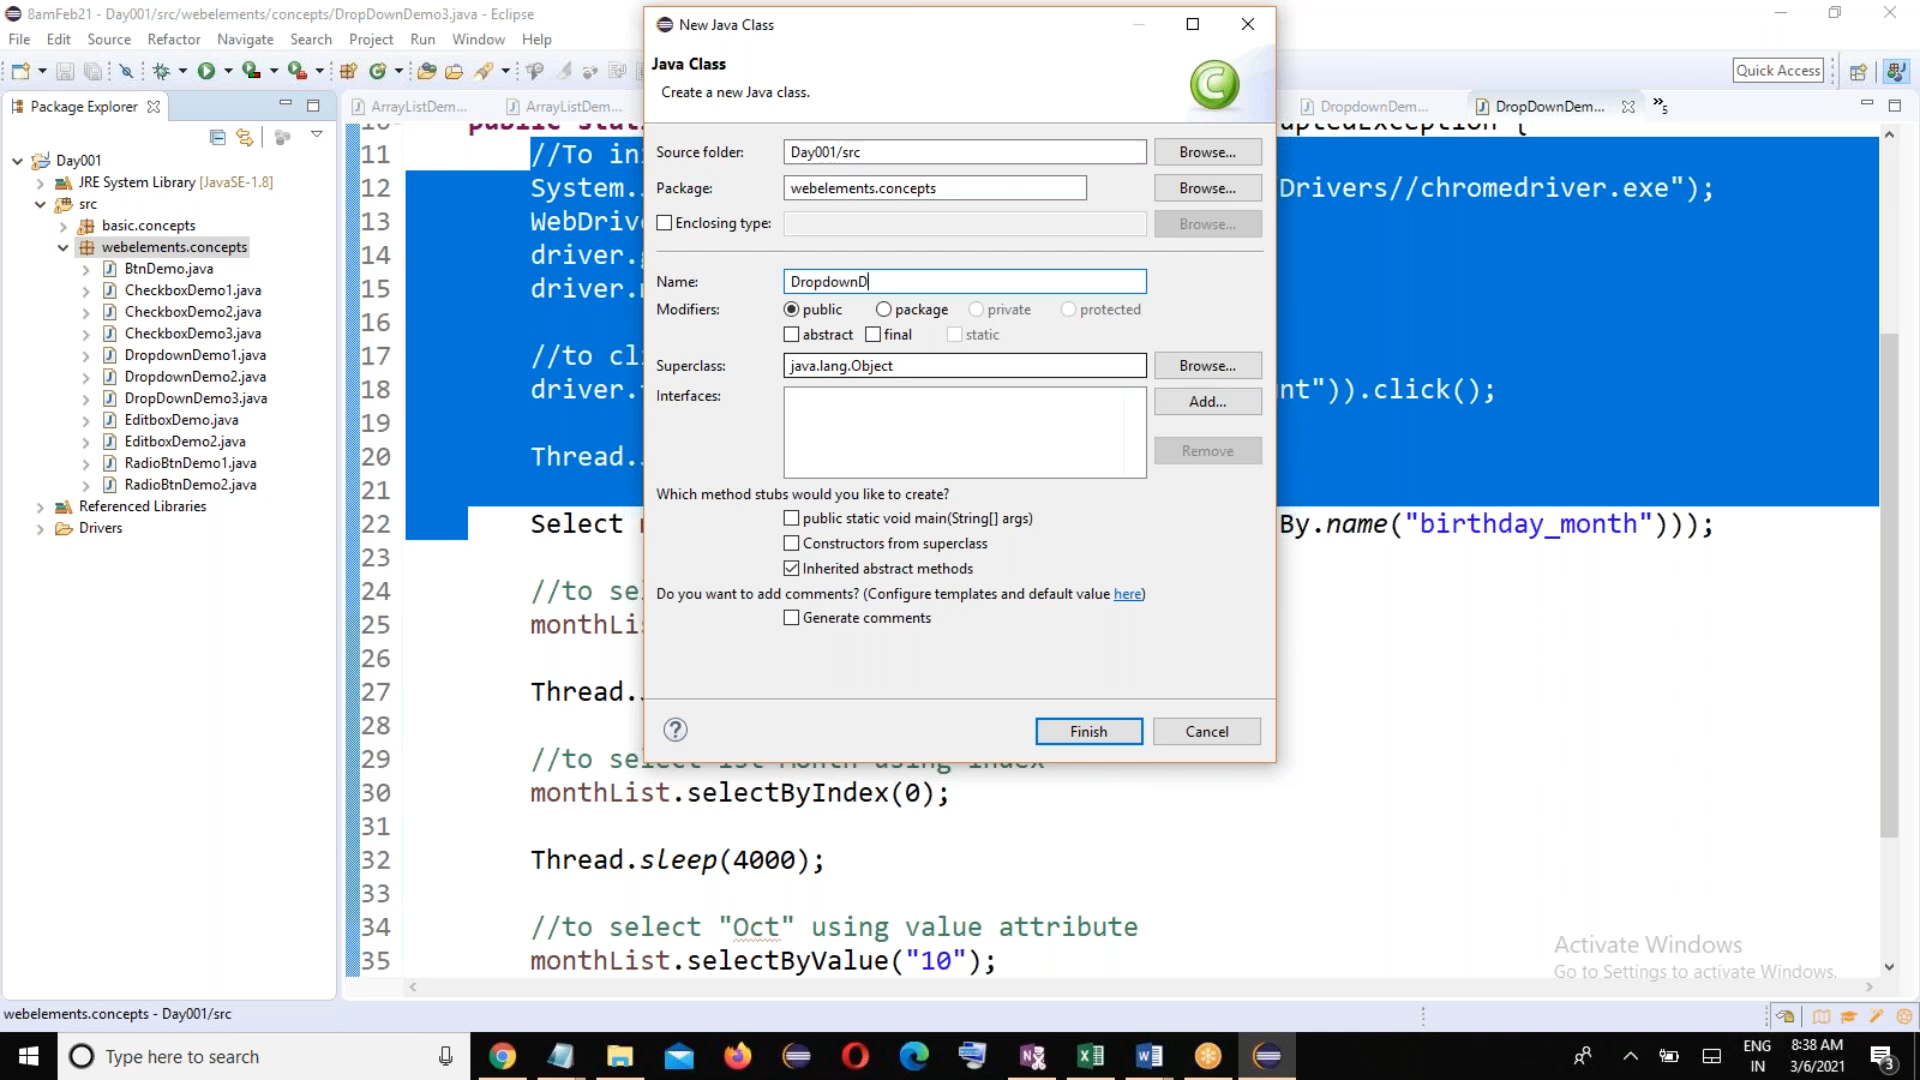 8amFeb21 - Day001/src/webelements/concepts/DropDownDemo3.java - Eclipse
File Edit Source Refactor Navigate Search Project Run Window Help
Quick Access
Package Explorer
ArrayListDem...
ArrayListDem...
DropdownDem...
DropDownDem...
5
Day001
JRE System Library [JavaSE-1.8]
src
basic.concepts
webelements.concepts
BtnDemo.java
CheckboxDemo1.java
CheckboxDemo2.java
CheckboxDemo3.java
DropdownDemo1.java
DropdownDemo2.java
DropDownDemo3.java
EditboxDemo.java
EditboxDemo2.java
RadioBtnDemo1.java
RadioBtnDemo2.java
Referenced Libraries
Drivers
New Java Class
Java Class
Create a new Java class.
Source folder: Day001/src Browse...
Package: webelements.concepts Browse...
Enclosing type: Browse...
Name: DropdownD
Modifiers: public package private protected
abstract final static
Superclass: java.lang.Object Browse...
Interfaces: Add...
Remove
Which method stubs would you like to create?
public static void main(String[] args)
Constructors from superclass
Inherited abstract methods
Do you want to add comments? (Configure templates and default value here)
Generate comments
Finish Cancel
11 //To in
12 System. Drivers//chromedriver.exe");
13 WebDriv
14 driver.
15 driver.
16
17 //to cl
18 driver. nt")).click();
19
20 Thread.
21
22 Select By.name("birthday_month")));
23
24 //to se
25 monthLi
26
27 Thread.
28
29 //to select 1st Month using index
30 monthList.selectByIndex(0);
31
32 Thread.sleep(4000);
33
34 //to select "Oct" using value attribute
35 monthList.selectByValue("10");
Activate Windows
Go to Settings to activate Windows.
webelements.concepts - Day001/src
Type here to search
ENG
IN
8:38 AM
3/6/2021
3